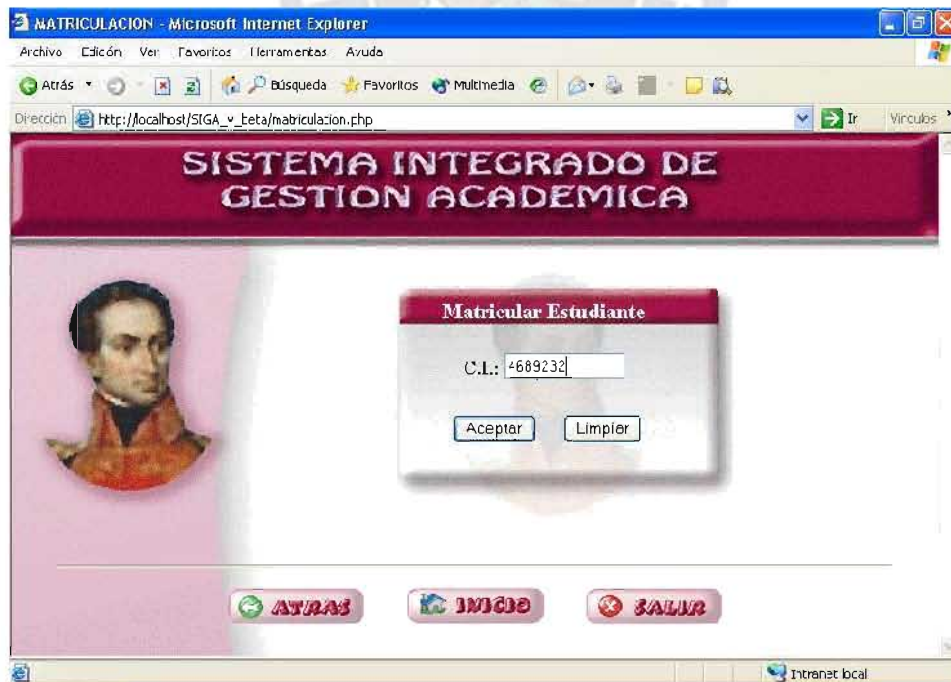 MATRICULACION - Microsoft Internet Explorer
Archivo Edición Ver Favoritos Herramientas Ayuda
Atrás Búsqueda Favoritos Multimedia
Dirección http://localhost/SIGA_v_beta/matriculacion.php Ir Vínculos
SISTEMA INTEGRADO DE
GESTION ACADEMICA
Matricular Estudiante
C.I.: 4689232
Aceptar Limpiar
ATRAS INICIO SALIR
Intranet local